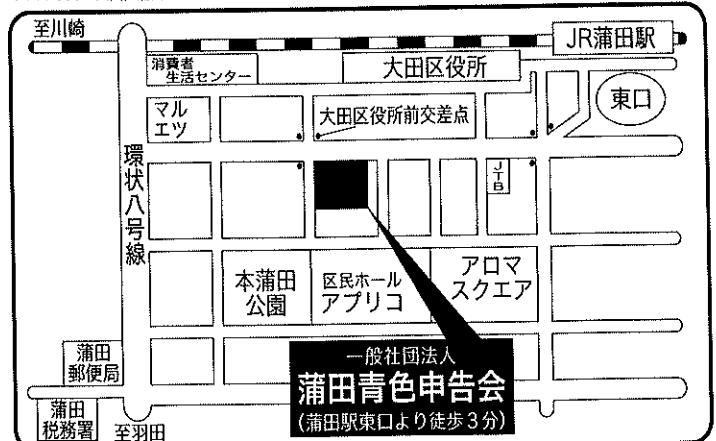 至川崎
JR蒲田駅
消費者
生活センター
大田区役所
東口
マル
エツ
大田区役所前交差点
環状八号線
JTB
本蒲田
公園
区民ホール
アプリコ
アロマ
スクエア
蒲田
郵便局
一般社団法人
蒲田青色申告会
(蒲田駅東口より徒歩3分)
蒲田
税務署
至羽田